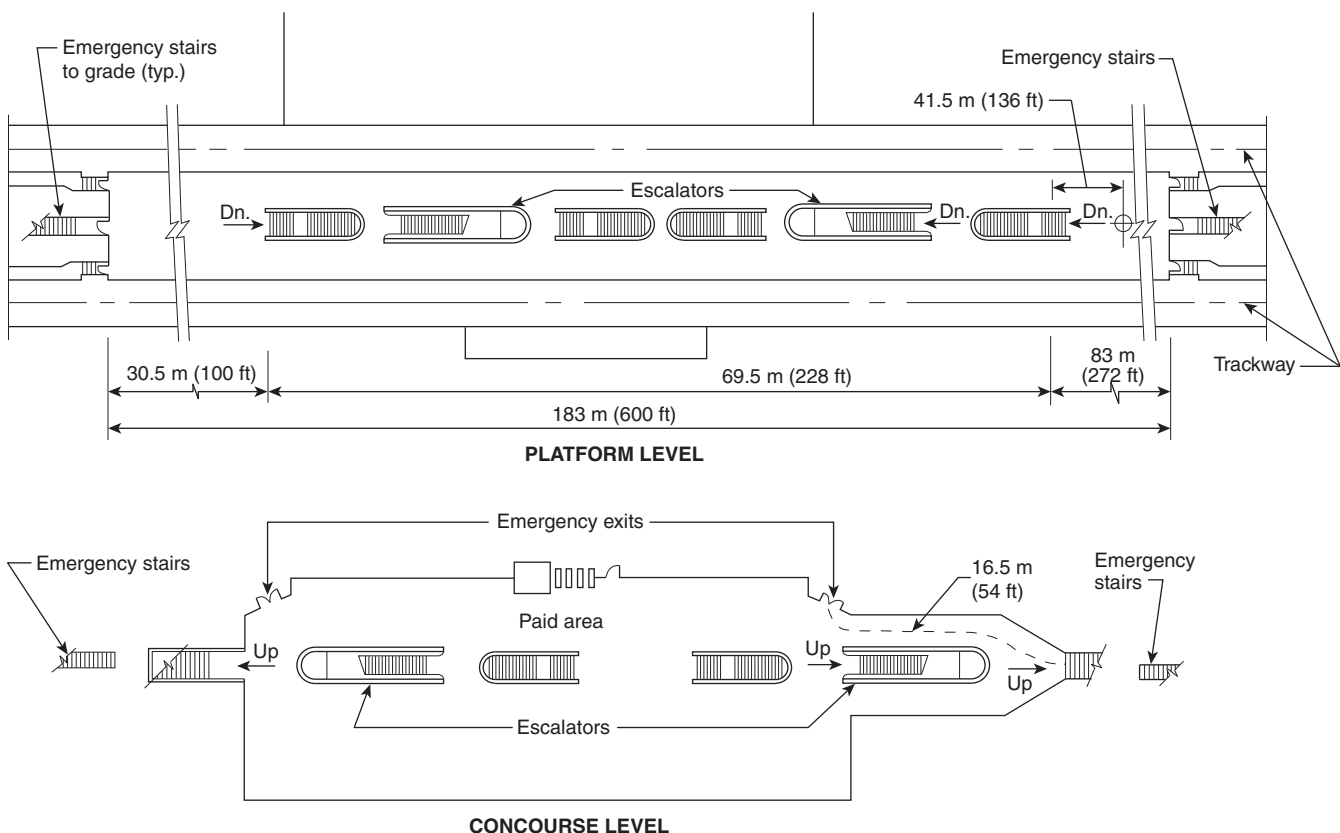 Emergency stairs
to grade (typ.)
Emergency stairs
41.5 m (136 ft)
Escalators
Dn.
Dn.
Dn.
30.5 m (100 ft)
69.5 m (228 ft)
83 m
(272 ft)
Trackway
183 m (600 ft)
PLATFORM LEVEL
Emergency exits
Emergency stairs
16.5 m
(54 ft)
Emergency
stairs
Paid area
Up
Up
Up
Escalators
CONCOURSE LEVEL